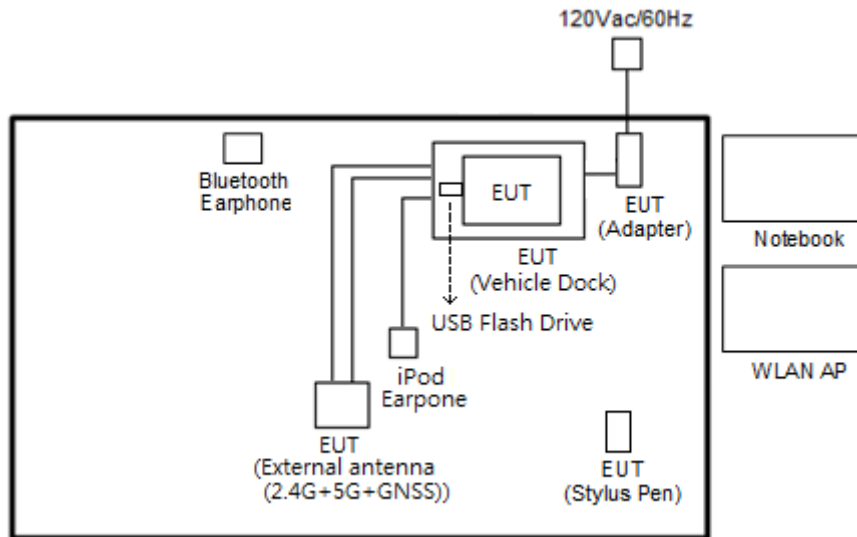 120Vac/60Hz
Bluetooth
Earphone
EUT
EUT
(Adapter)
Notebook
EUT
(Vehicle Dock)
USB Flash Drive
iPod
Earpone
WLAN AP
EUT
(External antenna
(2.4G+5G+GNSS))
EUT
(Stylus Pen)